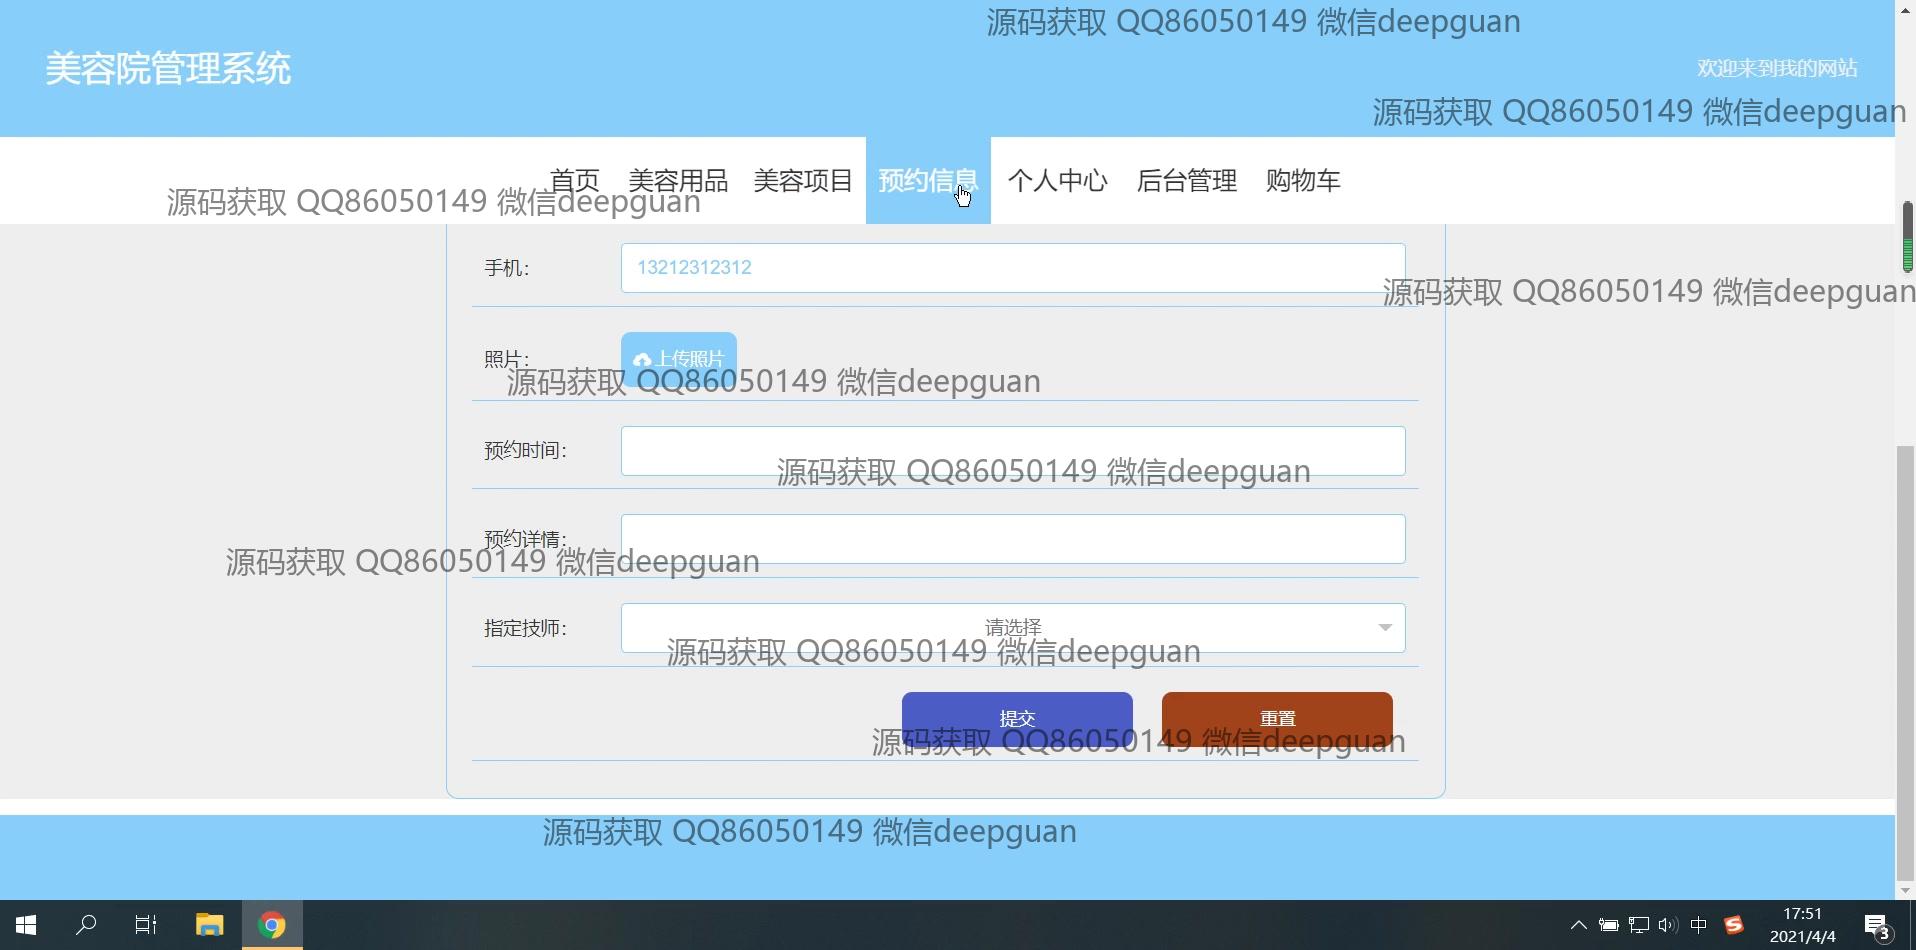 源码获取 QQ86050149 微信deepguan
美容院管理系统
欢迎来到我的网站
源码获取 QQ86050149 微信deepguan
首页 美容用品 美容项目 预约信息 个人中心 后台管理 购物车
源码获取 QQ86050149 微信deepguan
手机：
13212312312
源码获取 QQ86050149 微信deepguan
照片：
上传照片
源码获取 QQ86050149 微信deepguan
预约时间：
源码获取 QQ86050149 微信deepguan
预约详情：
源码获取 QQ86050149 微信deepguan
指定技师：
请选择
源码获取 QQ86050149 微信deepguan
提交
重置
源码获取 QQ86050149 微信deepguan
源码获取 QQ86050149 微信deepguan
中
17:51
2021/4/4
3